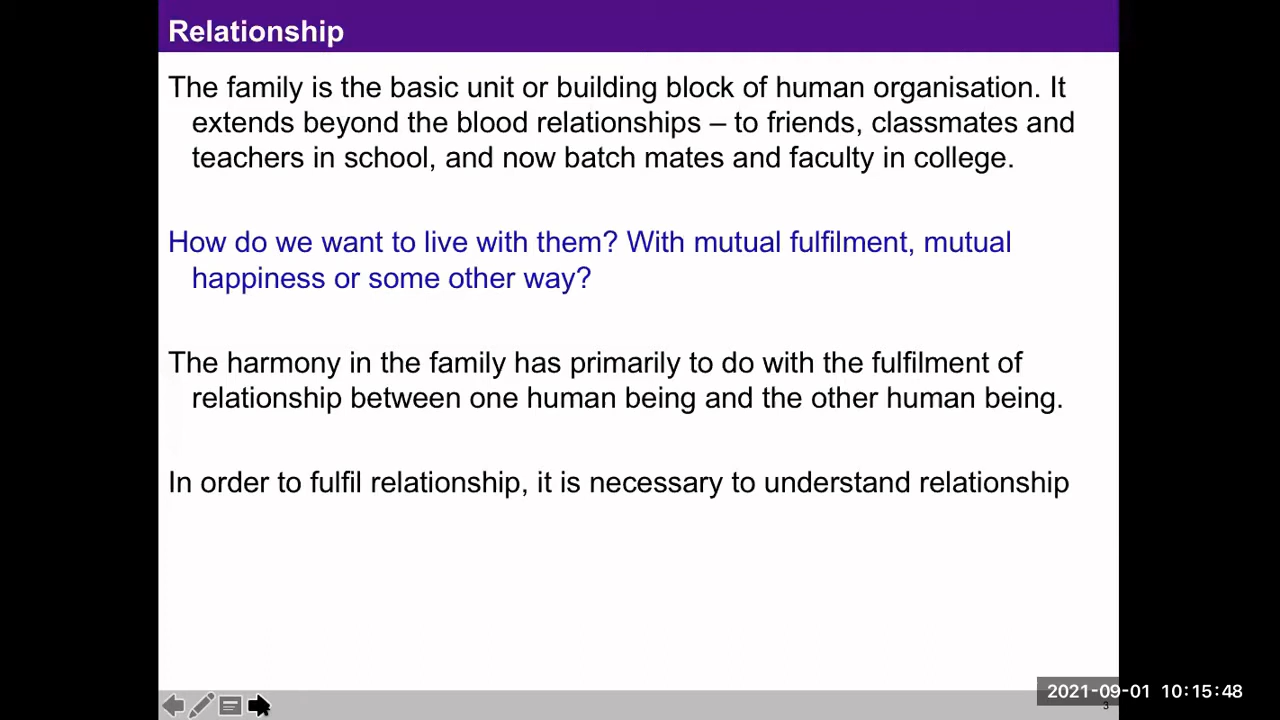 Relationship
The family is the basic unit or building block of human organisation. It
extends beyond the blood relationships – to friends, classmates and
teachers in school, and now batch mates and faculty in college.
How do we want to live with them? With mutual fulfilment, mutual
happiness or some other way?
The harmony in the family has primarily to do with the fulfilment of
relationship between one human being and the other human being.
In order to fulfil relationship, it is necessary to understand relationship
2021-09-01 10:15:48
3